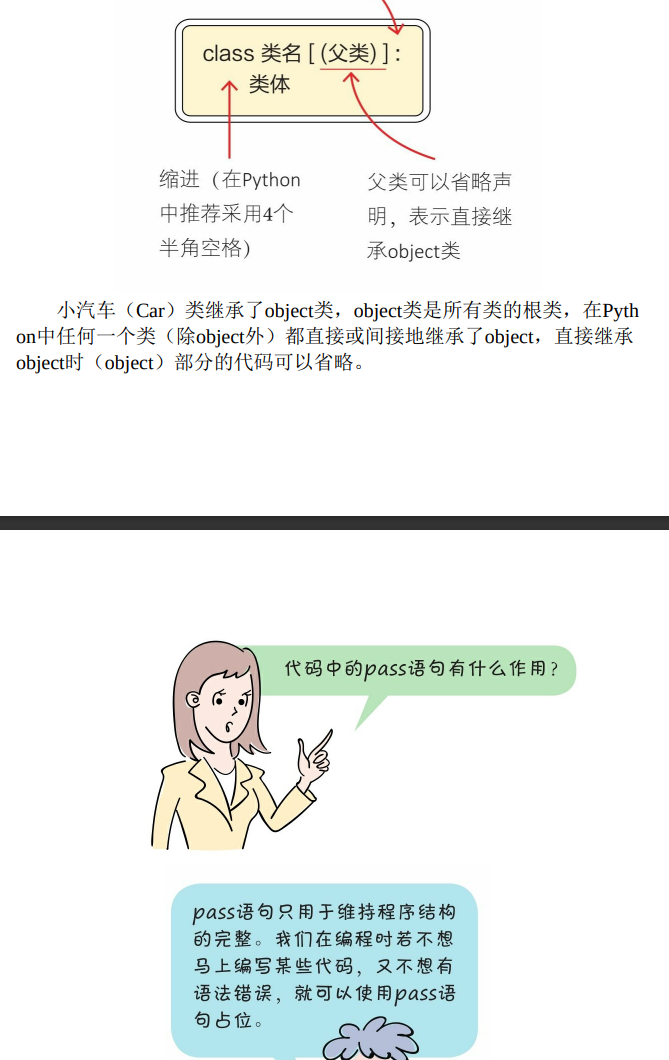 class 类名 [ (父类) ] :
类体
缩进（在Python
中推荐采用4个
半角空格）
父类可以省略声
明，表示直接继
承object类
小汽车（Car）类继承了object类，object类是所有类的根类，在Pyth
on中任何一个类（除object外）都直接或间接地继承了object，直接继承
object时（object）部分的代码可以省略。
代码中的pass语句有什么作用？
pass语句只用于维持程序结构
的完整。我们在编程时若不想
马上编写某些代码，又不想有
语法错误，就可以使用pass语
句占位。